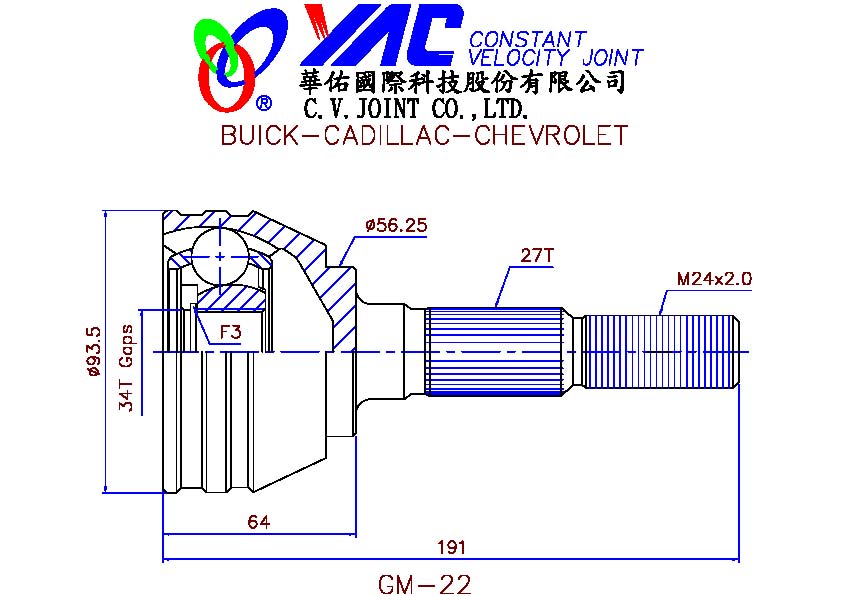 YAC CONSTANT
VELOCITY JOINT
®
華佑國際科技股份有限公司
C.V.JOINT CO.,LTD.
BUICK-CADILLAC-CHEVROLET
ø56.25
27T
M24x2.0
F3
ø93.5
34T Gaps
64
191
GM-22